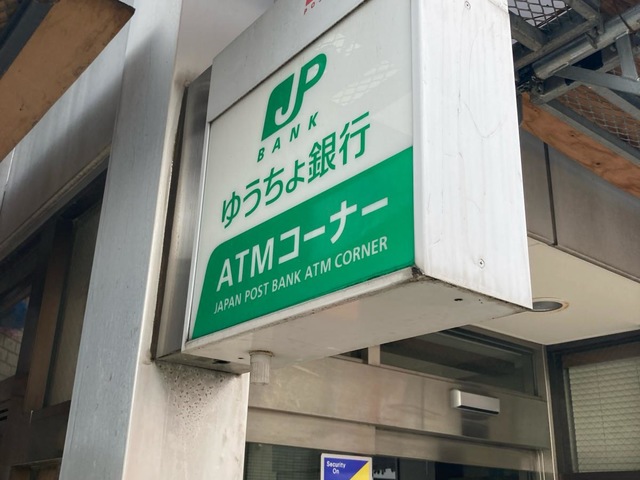 JP
BANK
ゆうちょ銀行
ATMコーナー
JAPAN POST BANK ATM CORNER
Security
On